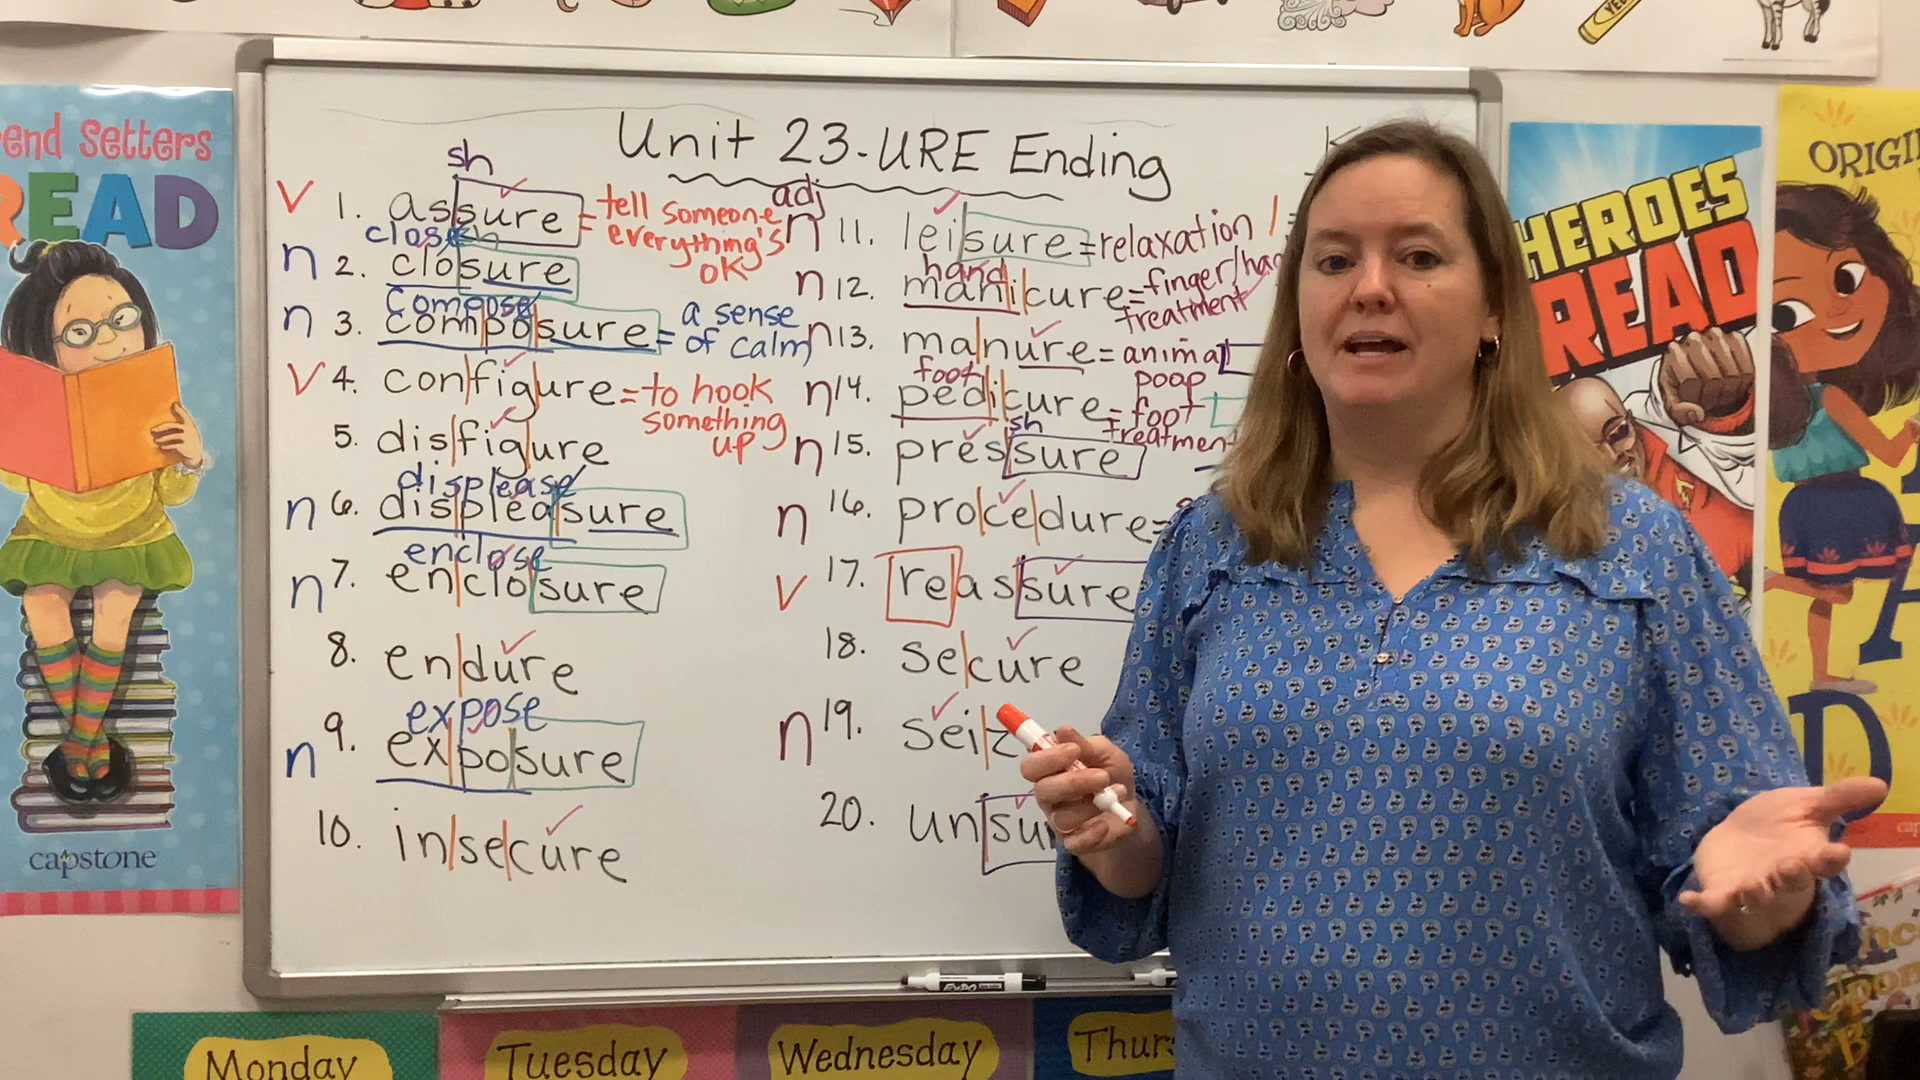 Unit 23-URE Ending
sh
V 1. assure = tell someone everything's OK
close
n 2. closure
compose
n 3. composure = a sense of calm
V 4. configure = to hook something up
5. disfigure
displease
n 6. displeasure
enclose
n 7. enclosure
8. endure
expose
n 9. exposure
10. insecure
adj
n 11. leisure = relaxation /
hand
n 12. manicure = finger/
treatment
n 13. manure = animal
poop
foot
n 14. pedicure = foot
treatment
sh
n 15. pressure
n 16. procedure =
V 17. reassure
18. secure
n 19. seiz
20. unsu
end Setters
READ
capstone
HEROES
READ
ORIGI
A
D
Monday
Tuesday
Wednesday
Thurs
EXPO